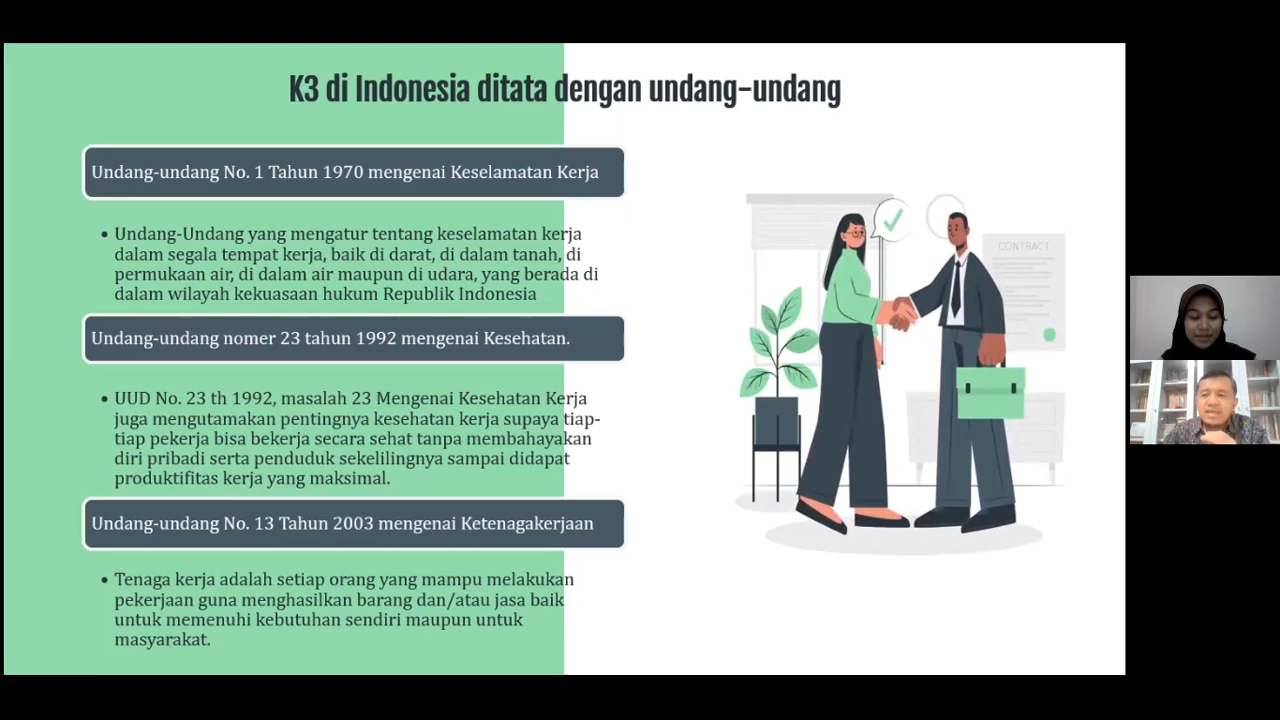 K3 di Indonesia ditata dengan undang-undang
Undang-undang No. 1 Tahun 1970 mengenai Keselamatan Kerja
• Undang-Undang yang mengatur tentang keselamatan kerja
dalam segala tempat kerja, baik di darat, di dalam tanah, di
permukaan air, di dalam air maupun di udara, yang berada di
dalam wilayah kekuasaan hukum Republik Indonesia
Undang-undang nomer 23 tahun 1992 mengenai Kesehatan.
• UUD No. 23 th 1992, masalah 23 Mengenai Kesehatan Kerja
juga mengutamakan pentingnya kesehatan kerja supaya tiap-
tiap pekerja bisa bekerja secara sehat tanpa membahayakan
diri pribadi serta penduduk sekelilingnya sampai didapat
produktifitas kerja yang maksimal.
Undang-undang No. 13 Tahun 2003 mengenai Ketenagakerjaan
• Tenaga kerja adalah setiap orang yang mampu melakukan
pekerjaan guna menghasilkan barang dan/atau jasa baik
untuk memenuhi kebutuhan sendiri maupun untuk
masyarakat.
CONTRACT